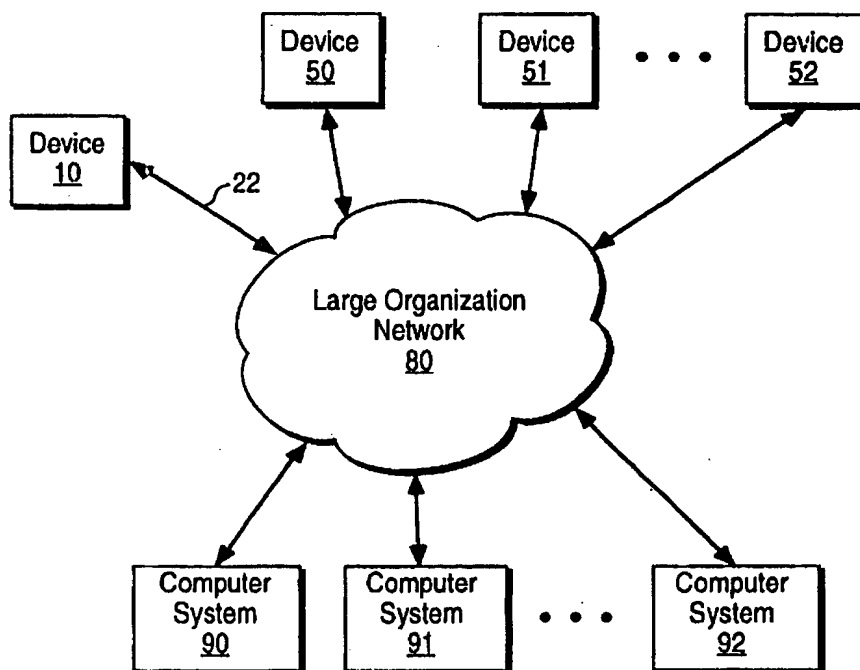 Device
50
Device
51
Device
52
Device
10
22
Large Organization
Network
80
Computer
System
90
Computer
System
91
Computer
System
92